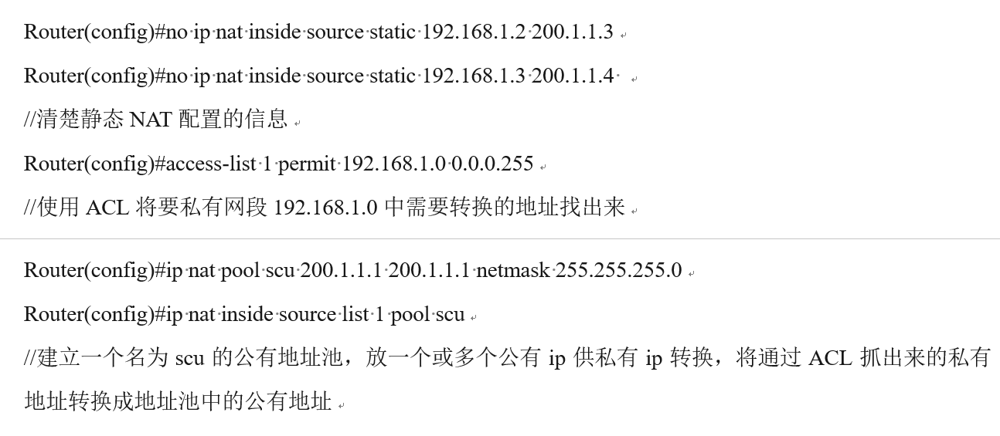 Router(config)#no ip nat inside source static 192.168.1.2 200.1.1.3
Router(config)#no ip nat inside source static 192.168.1.3 200.1.1.4
//清楚静态 NAT 配置的信息
Router(config)#access-list 1 permit 192.168.1.0 0.0.0.255
//使用 ACL 将要私有网段 192.168.1.0 中需要转换的地址找出来
Router(config)#ip nat pool scu 200.1.1.1 200.1.1.1 netmask 255.255.255.0
Router(config)#ip nat inside source list 1 pool scu
//建立一个名为 scu 的公有地址池，放一个或多个公有 ip 供私有 ip 转换，将通过 ACL 抓出来的私有
地址转换成地址池中的公有地址